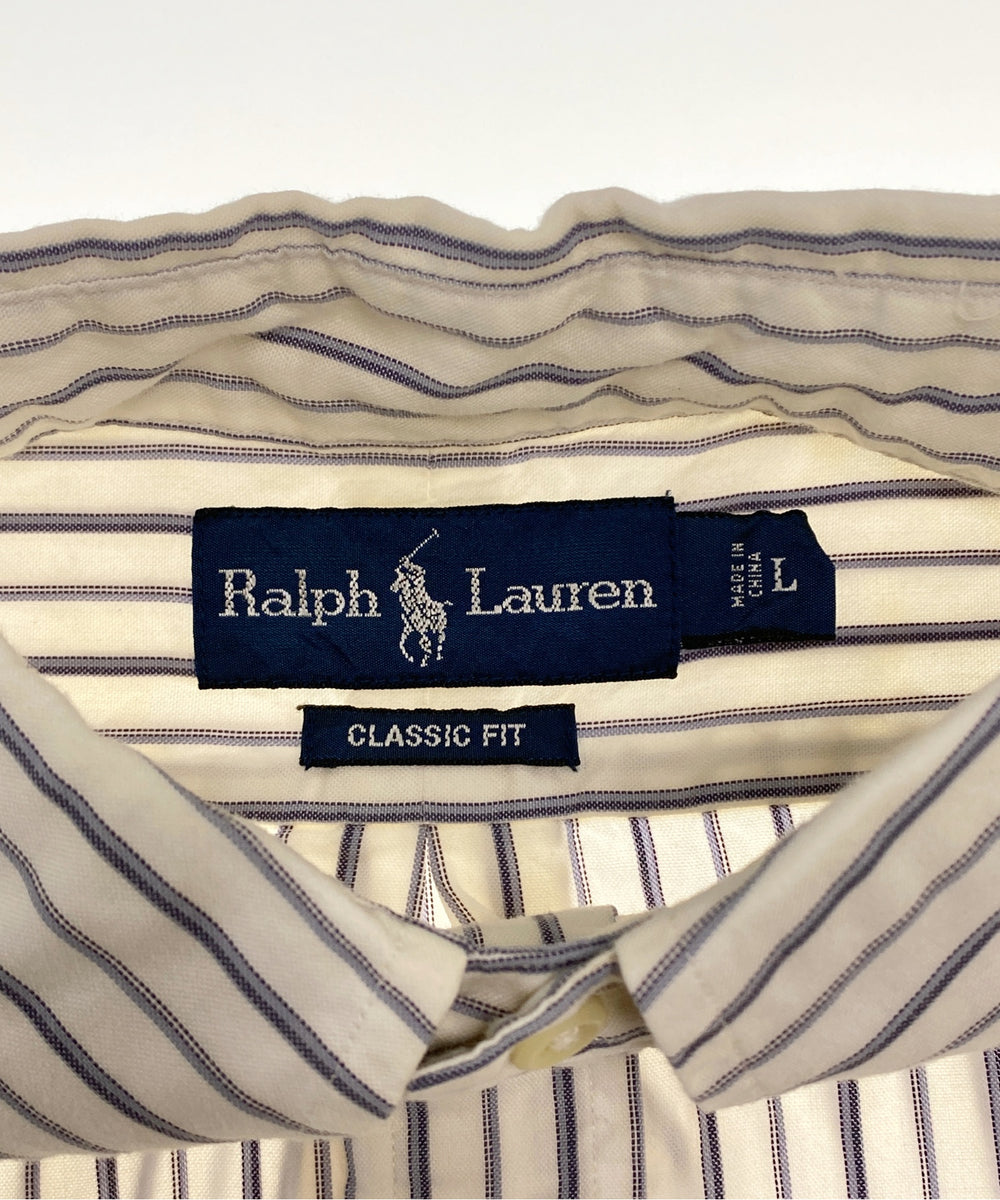 Ralph Lauren
MADE IN
CHINA
L
CLASSIC FIT